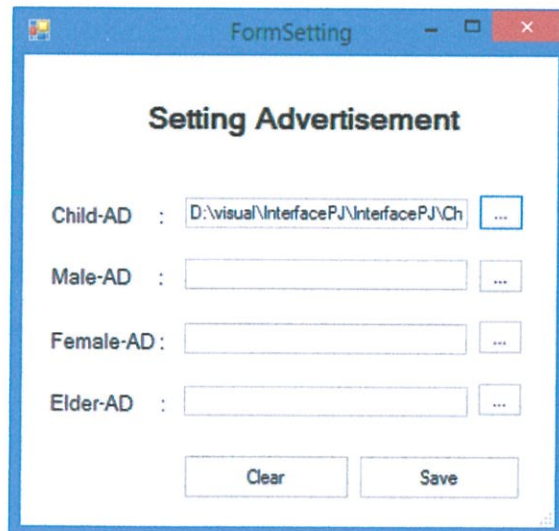 FormSetting
Setting Advertisement
Child-AD : D:\visual\InterfacePJ\InterfacePJ\Ch ...
Male-AD : ...
Female-AD : ...
Elder-AD : ...
Clear Save